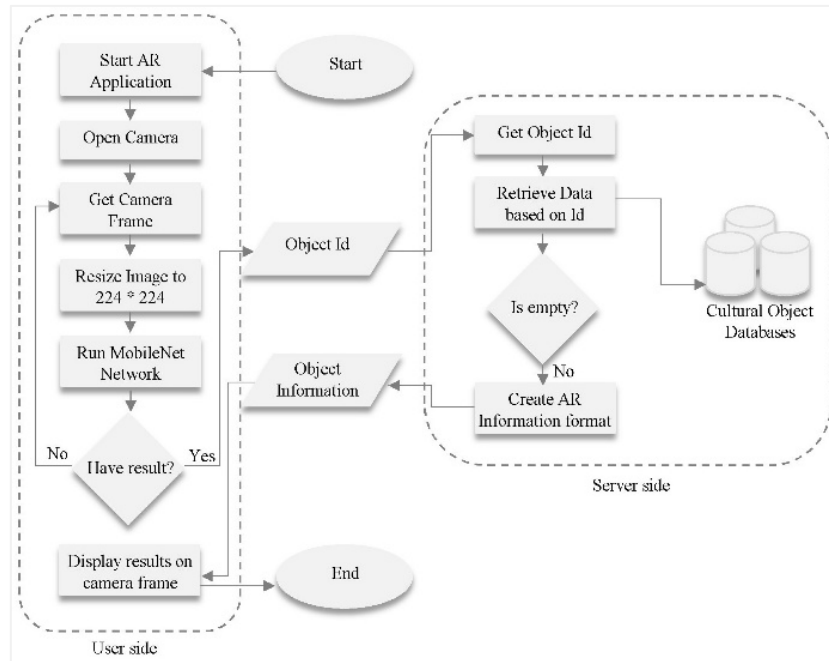 Start AR
Application
Start
Open Camera
Get Camera
Frame
Resize Image to
224 * 224
Run MobileNet
Network
No
Have result?
Yes
Display results on
camera frame
User side
Object Id
Object
Information
End
Get Object Id
Retrieve Data
based on Id
Is empty?
No
Create AR
Information format
Cultural Object
Databases
Server side